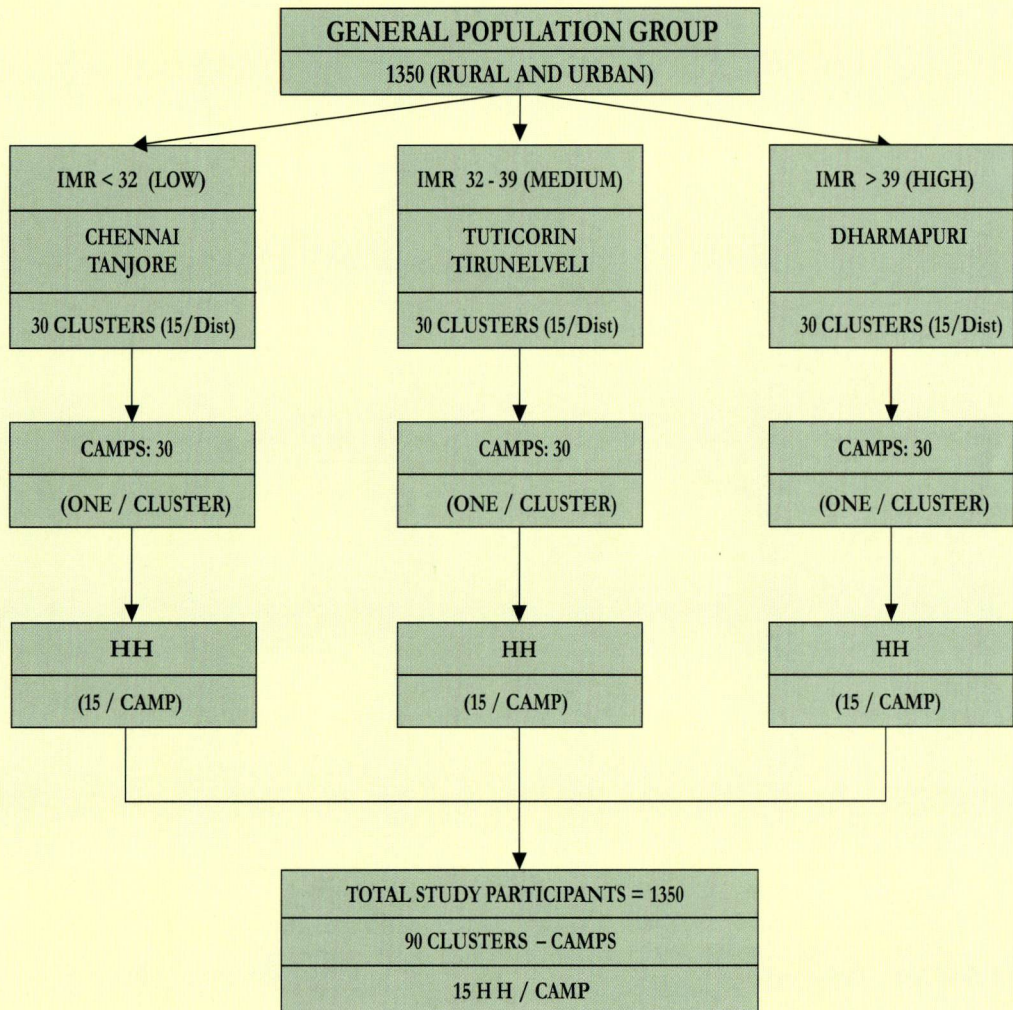 GENERAL POPULATION GROUP
1350 (RURAL AND URBAN)
IMR < 32 (LOW)
CHENNAI
TANJORE
30 CLUSTERS (15/Dist)
CAMPS: 30
(ONE / CLUSTER)
HH
(15 / CAMP)
IMR 32 - 39 (MEDIUM)
TUTICORIN
TIRUNELVELI
30 CLUSTERS (15/Dist)
CAMPS: 30
(ONE / CLUSTER)
HH
(15 / CAMP)
IMR > 39 (HIGH)
DHARMAPURI
30 CLUSTERS (15/Dist)
CAMPS: 30
(ONE / CLUSTER)
HH
(15 / CAMP)
TOTAL STUDY PARTICIPANTS = 1350
90 CLUSTERS – CAMPS
15 H H / CAMP